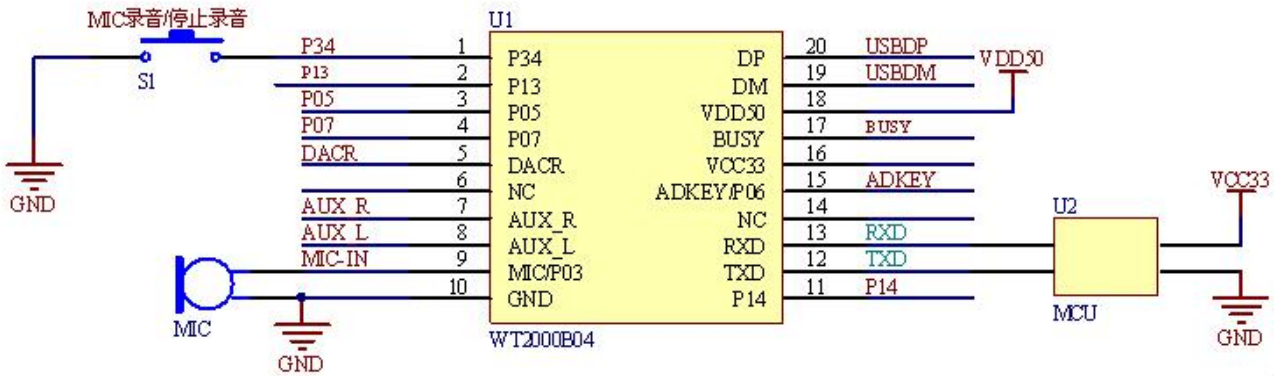 MIC录音/停止录音
U1
S1
GND
P34 1 P34 DP 20 USBDP
P13 2 P13 DM 19 USBDM
P05 3 P05 VDD50 18 VDD50
P07 4 P07 BUSY 17 BUSY
DACR 5 DACR VCC33 16
6 NC ADKEY/P06 15 ADKEY
AUX R 7 AUX_R NC 14
AUX L 8 AUX_L RXD 13 RXD
MIC-IN 9 MIC/P03 TXD 12 TXD
10 GND P14 11 P14
MIC
GND
WT2000B04
U2
MCU
VCC33
GND